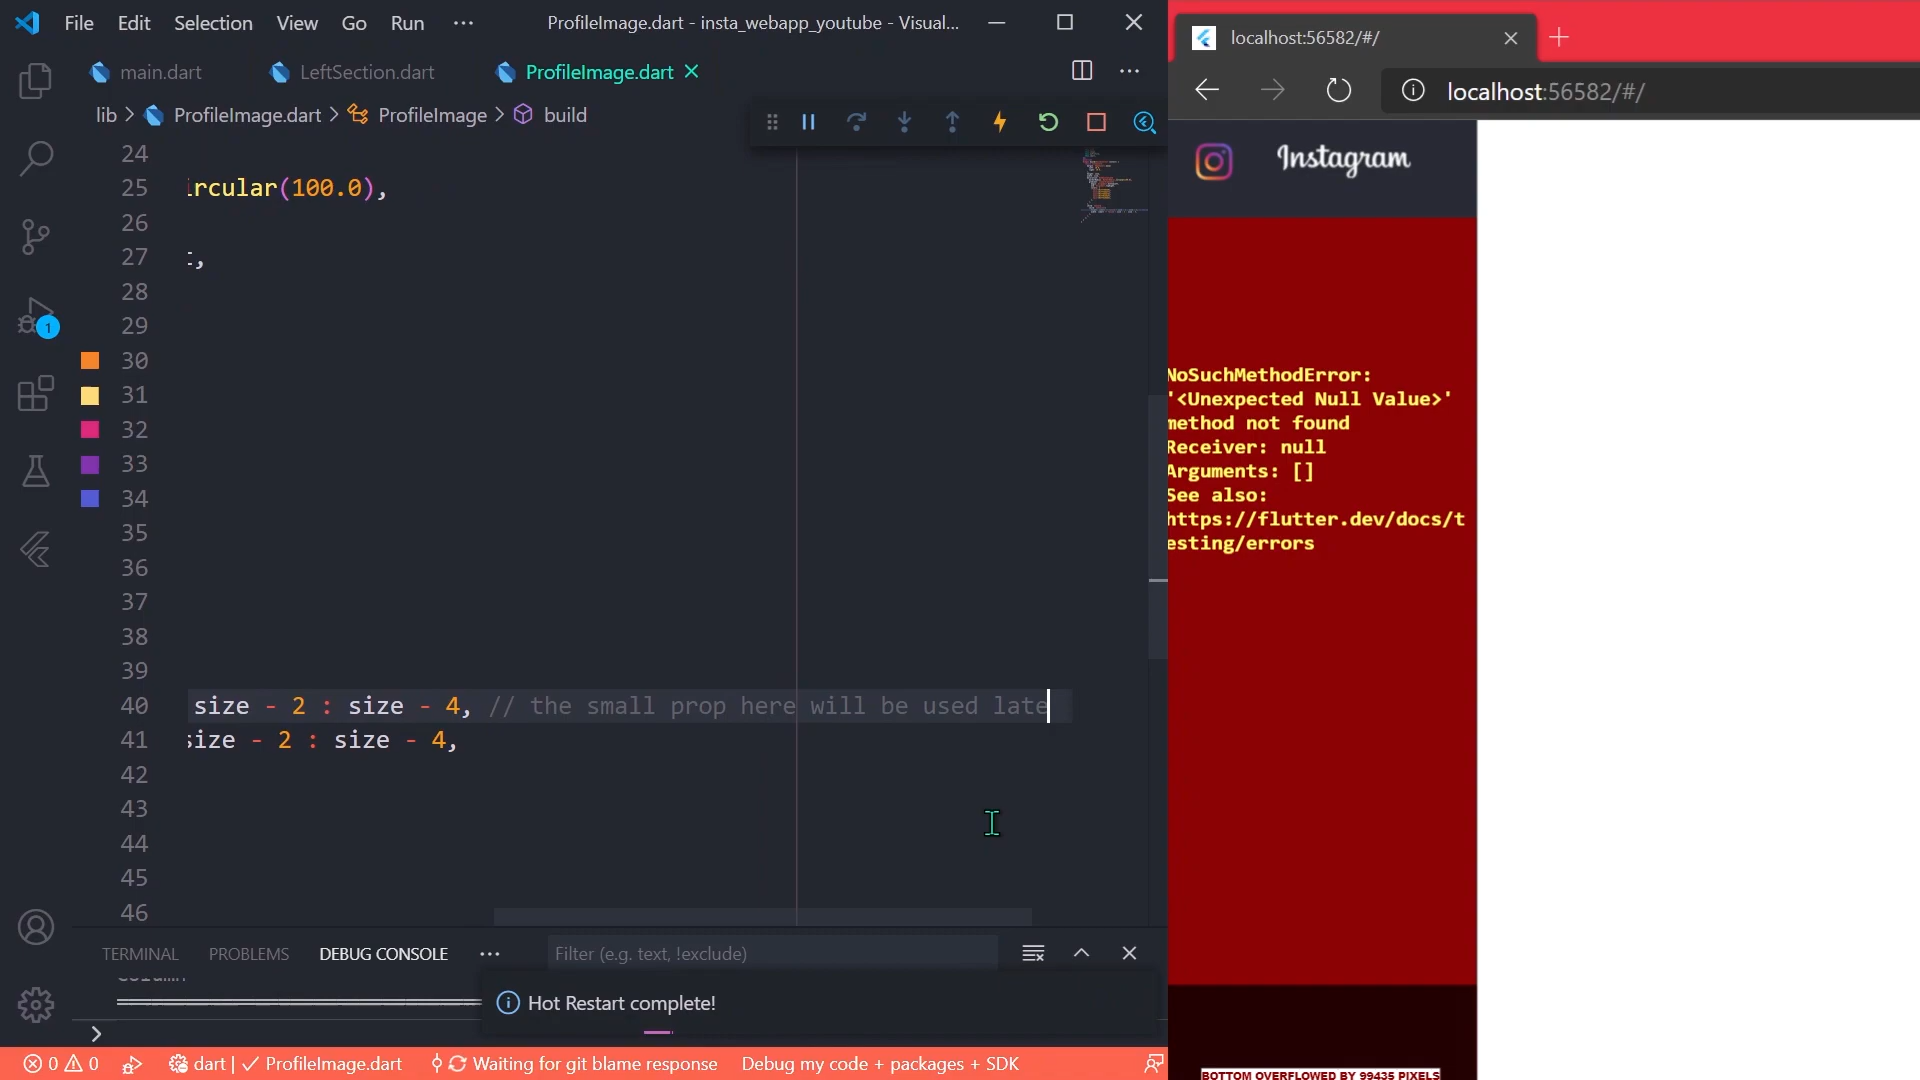 File Edit Selection View Go Run ··· ProfileImage.dart - insta_webapp_youtube - Visual...
main.dart LeftSection.dart ProfileImage.dart
lib > ProfileImage.dart > ProfileImage > build
24
25 ircular(100.0),
26
27 t,
28
29
30
31
32
33
34
35
36
37
38
39
40 size - 2 : size - 4, // the small prop here will be used late
41 size - 2 : size - 4,
42
43
44
45
46
1
TERMINAL PROBLEMS DEBUG CONSOLE ··· Filter (e.g. text, !exclude)
Hot Restart complete!
0 0 dart | ✓ ProfileImage.dart Waiting for git blame response Debug my code + packages + SDK
localhost:56582/#/
localhost:56582/#/
Instagram
NoSuchMethodError:
'<Unexpected Null Value>'
method not found
Receiver: null
Arguments: []
See also:
https://flutter.dev/docs/t
esting/errors
BOTTOM OVERFLOWED BY 99435 PIXELS